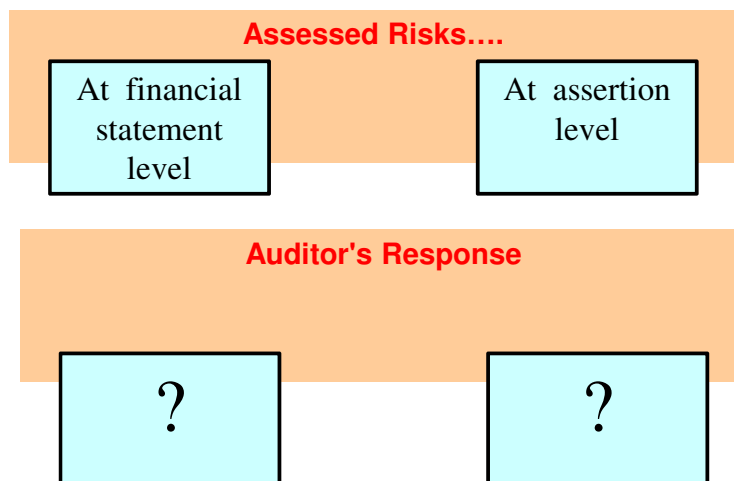 Assessed Risks….
At financial
statement
level
At assertion
level
Auditor's Response
?
?